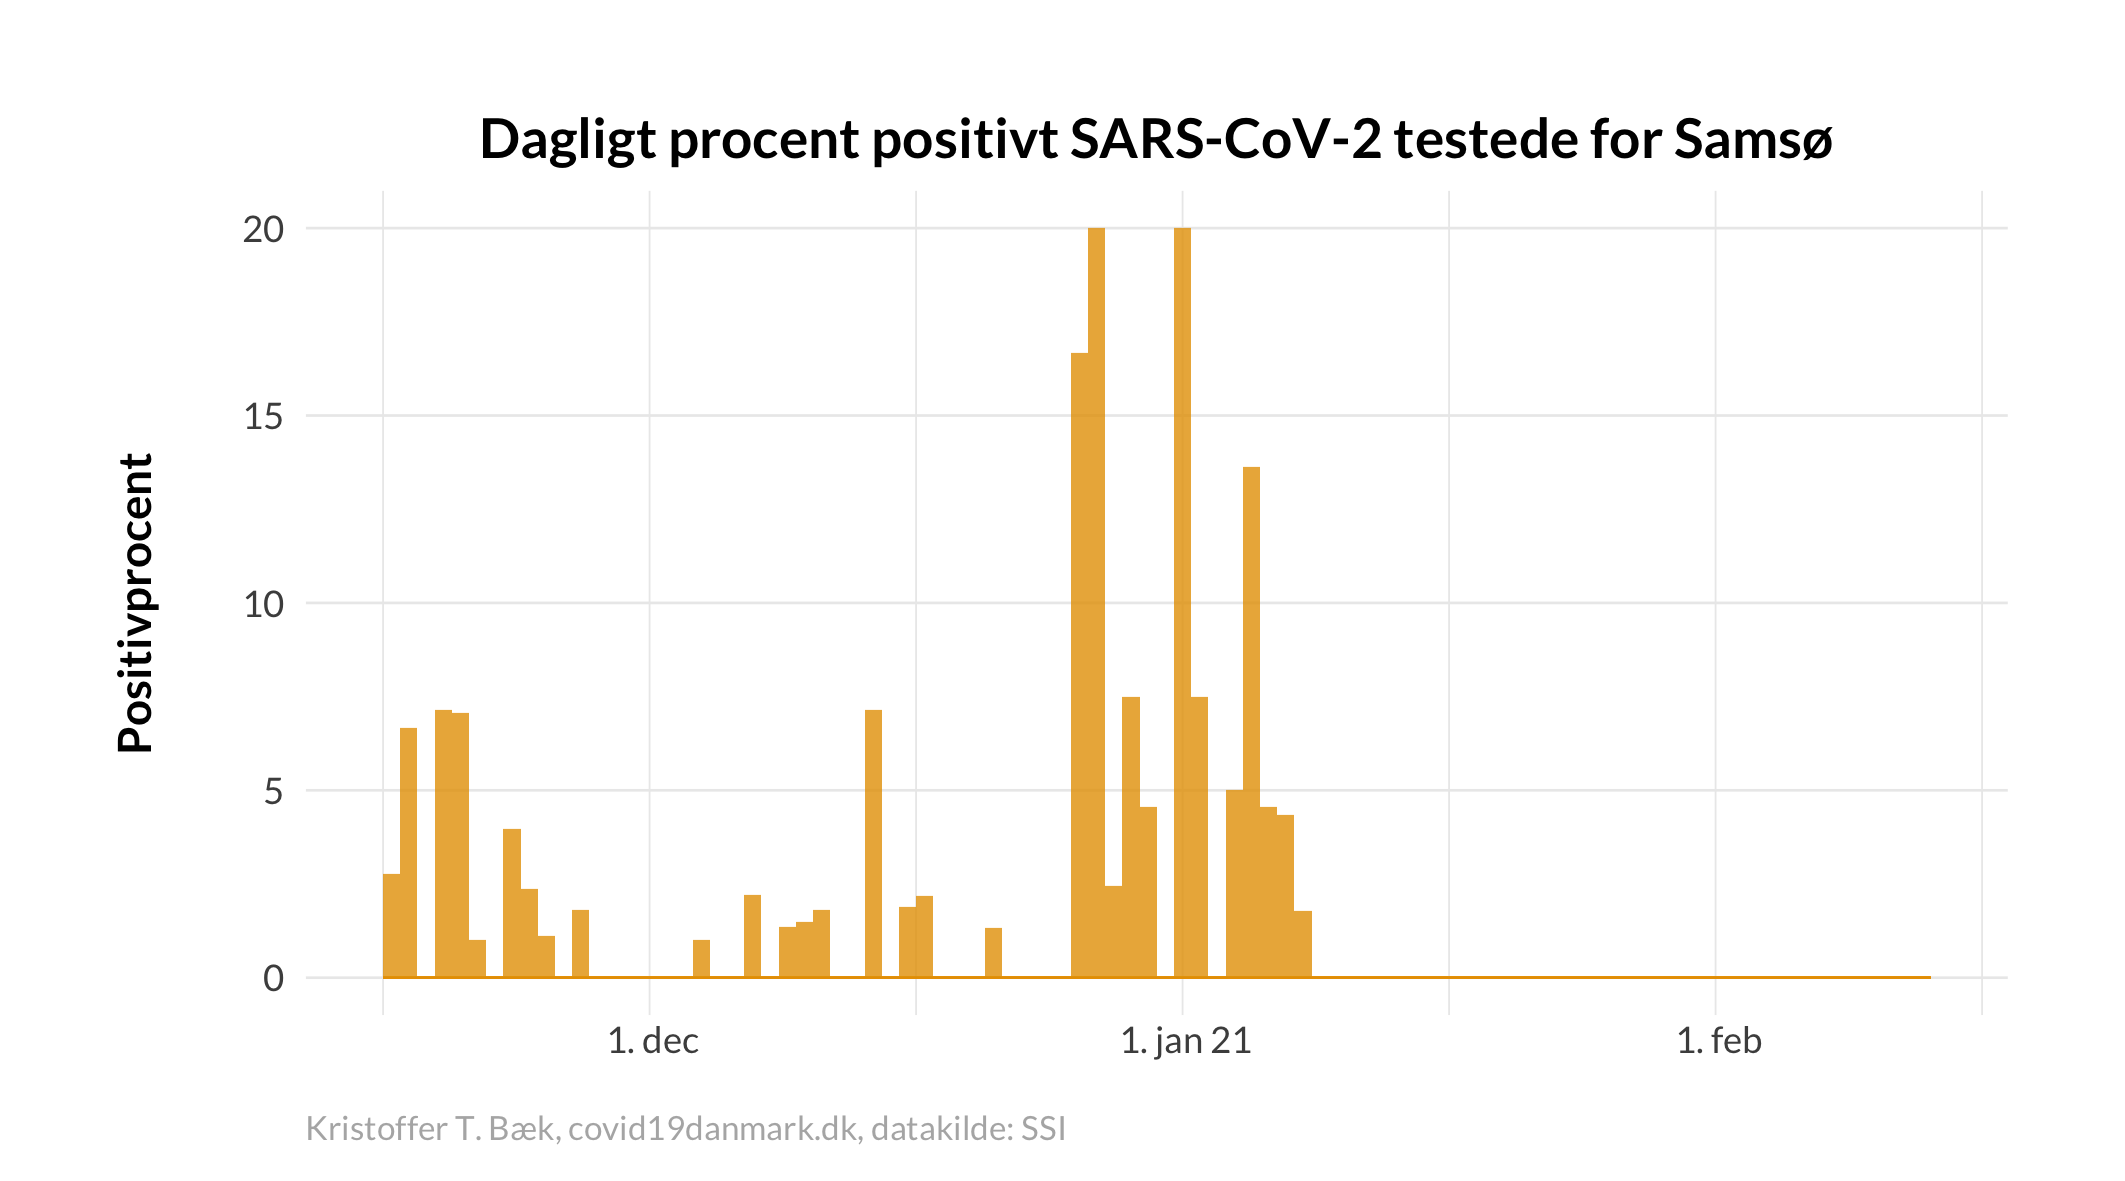 Dagligt procent positivt SARS-CoV-2 testede for Samsø
Positivprocent
20
15
10
5
0
1. dec
1. jan 21
1. feb
Kristoffer T. Bæk, covid19danmark.dk, datakilde: SSI